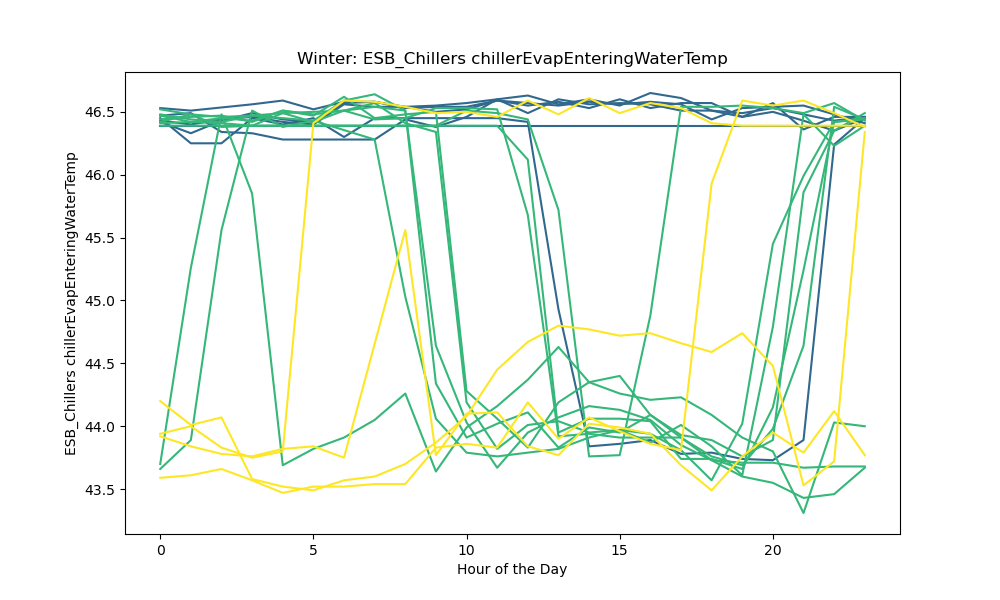 Winter: ESB_Chillers chillerEvapEnteringWaterTemp
ESB_Chillers chillerEvapEnteringWaterTemp
46.5
46.0
45.5
45.0
44.5
44.0
43.5
0 5 10 15 20
Hour of the Day